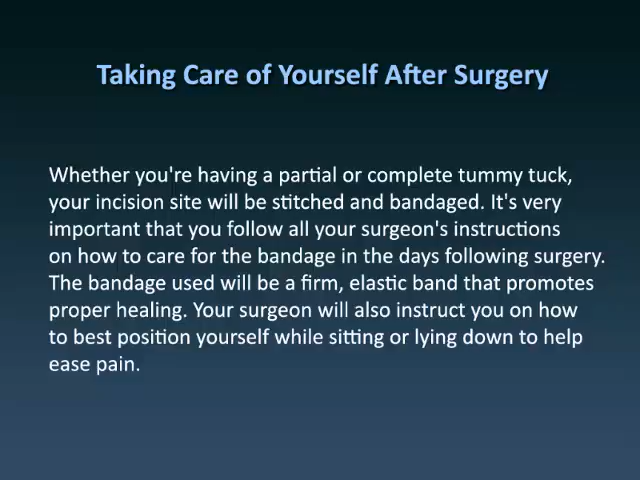 Taking Care of Yourself After Surgery
Whether you're having a partial or complete tummy tuck,
your incision site will be stitched and bandaged. It's very
important that you follow all your surgeon's instructions
on how to care for the bandage in the days following surgery.
The bandage used will be a firm, elastic band that promotes
proper healing. Your surgeon will also instruct you on how
to best position yourself while sitting or lying down to help
ease pain.